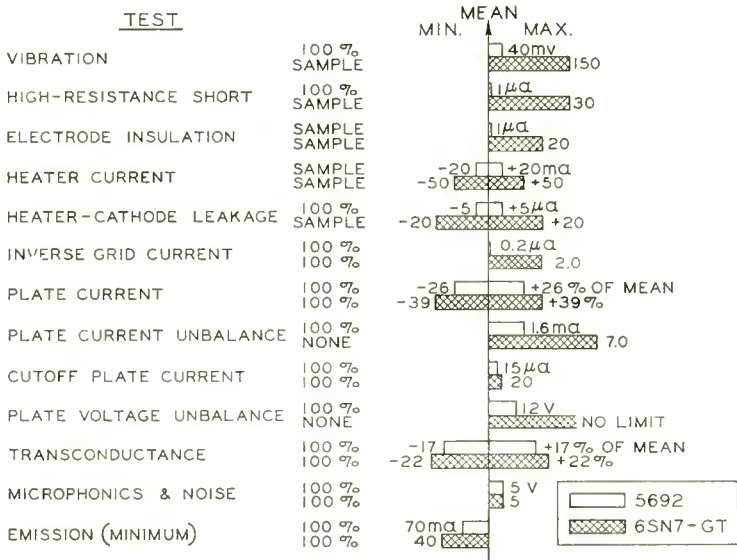 TEST
MEAN
MIN. MAX.
VIBRATION 100 % 40mv
SAMPLE 150
HIGH-RESISTANCE SHORT 100 % 1µa
SAMPLE 30
ELECTRODE INSULATION SAMPLE 1µa
SAMPLE 20
HEATER CURRENT SAMPLE -20 +20ma
SAMPLE -50 +50
HEATER-CATHODE LEAKAGE 100 % -5 +5µa
SAMPLE -20 +20
INVERSE GRID CURRENT 100 % 0.2µa
100 % 2.0
PLATE CURRENT 100 % -26 +26% OF MEAN
100 % -39 +39%
PLATE CURRENT UNBALANCE 100 % 1.6ma
NONE 7.0
CUTOFF PLATE CURRENT 100 % 15µa
100 % 20
PLATE VOLTAGE UNBALANCE 100 % 12 V
NONE NO LIMIT
TRANSCONDUCTANCE 100 % -17 +17% OF MEAN
100 % -22 +22%
MICROPHONICS & NOISE 100 % 5 V
100 % 5
EMISSION (MINIMUM) 100 % 70ma
100 % 40
5692
6SN7-GT